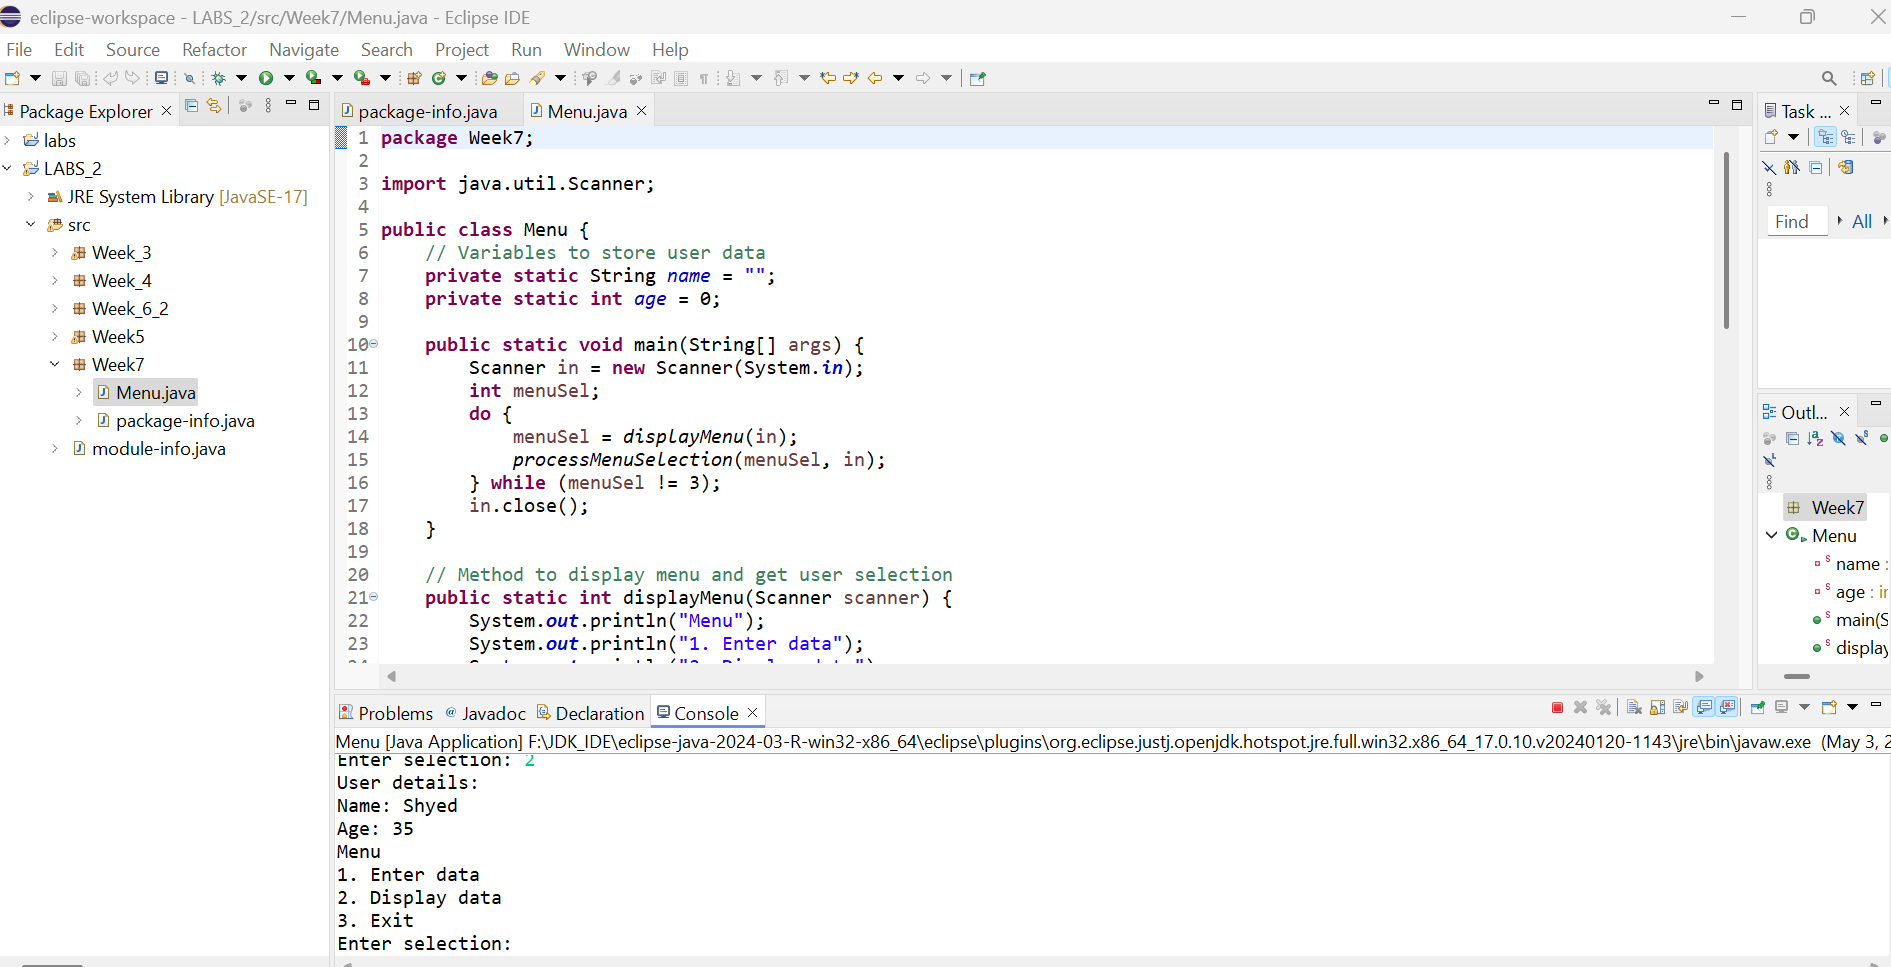 eclipse-workspace - LABS_2/src/Week7/Menu.java - Eclipse IDE
File Edit Source Refactor Navigate Search Project Run Window Help
Package Explorer
labs
LABS_2
JRE System Library [JavaSE-17]
src
Week_3
Week_4
Week_6_2
Week5
Week7
Menu.java
package-info.java
module-info.java
package-info.java Menu.java
1 package Week7;
2
3 import java.util.Scanner;
4
5 public class Menu {
6 // Variables to store user data
7 private static String name = "";
8 private static int age = 0;
9
10 public static void main(String[] args) {
11 Scanner in = new Scanner(System.in);
12 int menuSel;
13 do {
14 menuSel = displayMenu(in);
15 processMenuSelection(menuSel, in);
16 } while (menuSel != 3);
17 in.close();
18 }
19
20 // Method to display menu and get user selection
21 public static int displayMenu(Scanner scanner) {
22 System.out.println("Menu");
23 System.out.println("1. Enter data");
Task ...
Find All
Outl...
Week7
Menu
name :
age : in
main(S
display
Problems @ Javadoc Declaration Console
Menu [Java Application] F:\JDK_IDE\eclipse-java-2024-03-R-win32-x86_64\eclipse\plugins\org.eclipse.justj.openjdk.hotspot.jre.full.win32.x86_64_17.0.10.v20240120-1143\jre\bin\javaw.exe (May 3, 2
Enter selection: 2
User details:
Name: Shyed
Age: 35
Menu
1. Enter data
2. Display data
3. Exit
Enter selection: